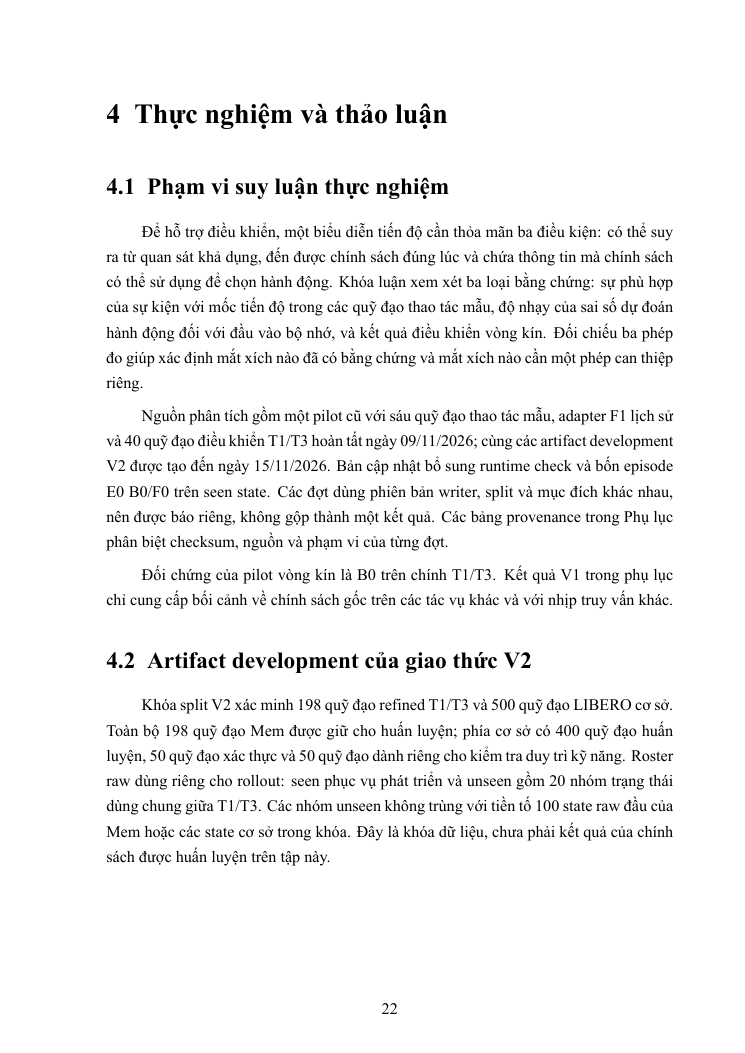 4 Thực nghiệm và thảo luận
4.1 Phạm vi suy luận thực nghiệm
Để hỗ trợ điều khiển, một biểu diễn tiến độ cần thỏa mãn ba điều kiện: có thể suy
ra từ quan sát khả dụng, đến được chính sách đúng lúc và chứa thông tin mà chính sách
có thể sử dụng để chọn hành động. Khóa luận xem xét ba loại bằng chứng: sự phù hợp
của sự kiện với mốc tiến độ trong các quỹ đạo thao tác mẫu, độ nhạy của sai số dự đoán
hành động đối với đầu vào bộ nhớ, và kết quả điều khiển vòng kín. Đối chiếu ba phép
đo giúp xác định mắt xích nào đã có bằng chứng và mắt xích nào cần một phép can thiệp
riêng.
Nguồn phân tích gồm một pilot cũ với sáu quỹ đạo thao tác mẫu, adapter F1 lịch sử
và 40 quỹ đạo điều khiển T1/T3 hoàn tất ngày 09/11/2026; cùng các artifact development
V2 được tạo đến ngày 15/11/2026. Bản cập nhật bổ sung runtime check và bốn episode
E0 B0/F0 trên seen state. Các đợt dùng phiên bản writer, split và mục đích khác nhau,
nên được báo riêng, không gộp thành một kết quả. Các bảng provenance trong Phụ lục
phân biệt checksum, nguồn và phạm vi của từng đợt.
Đối chứng của pilot vòng kín là B0 trên chính T1/T3. Kết quả V1 trong phụ lục
chỉ cung cấp bối cảnh về chính sách gốc trên các tác vụ khác và với nhịp truy vấn khác.
4.2 Artifact development của giao thức V2
Khóa split V2 xác minh 198 quỹ đạo refined T1/T3 và 500 quỹ đạo LIBERO cơ sở.
Toàn bộ 198 quỹ đạo Mem được giữ cho huấn luyện; phía cơ sở có 400 quỹ đạo huấn
luyện, 50 quỹ đạo xác thực và 50 quỹ đạo dành riêng cho kiểm tra duy trì kỹ năng. Roster
raw dùng riêng cho rollout: seen phục vụ phát triển và unseen gồm 20 nhóm trạng thái
dùng chung giữa T1/T3. Các nhóm unseen không trùng với tiền tố 100 state raw đầu của
Mem hoặc các state cơ sở trong khóa. Đây là khóa dữ liệu, chưa phải kết quả của chính
sách được huấn luyện trên tập này.
22